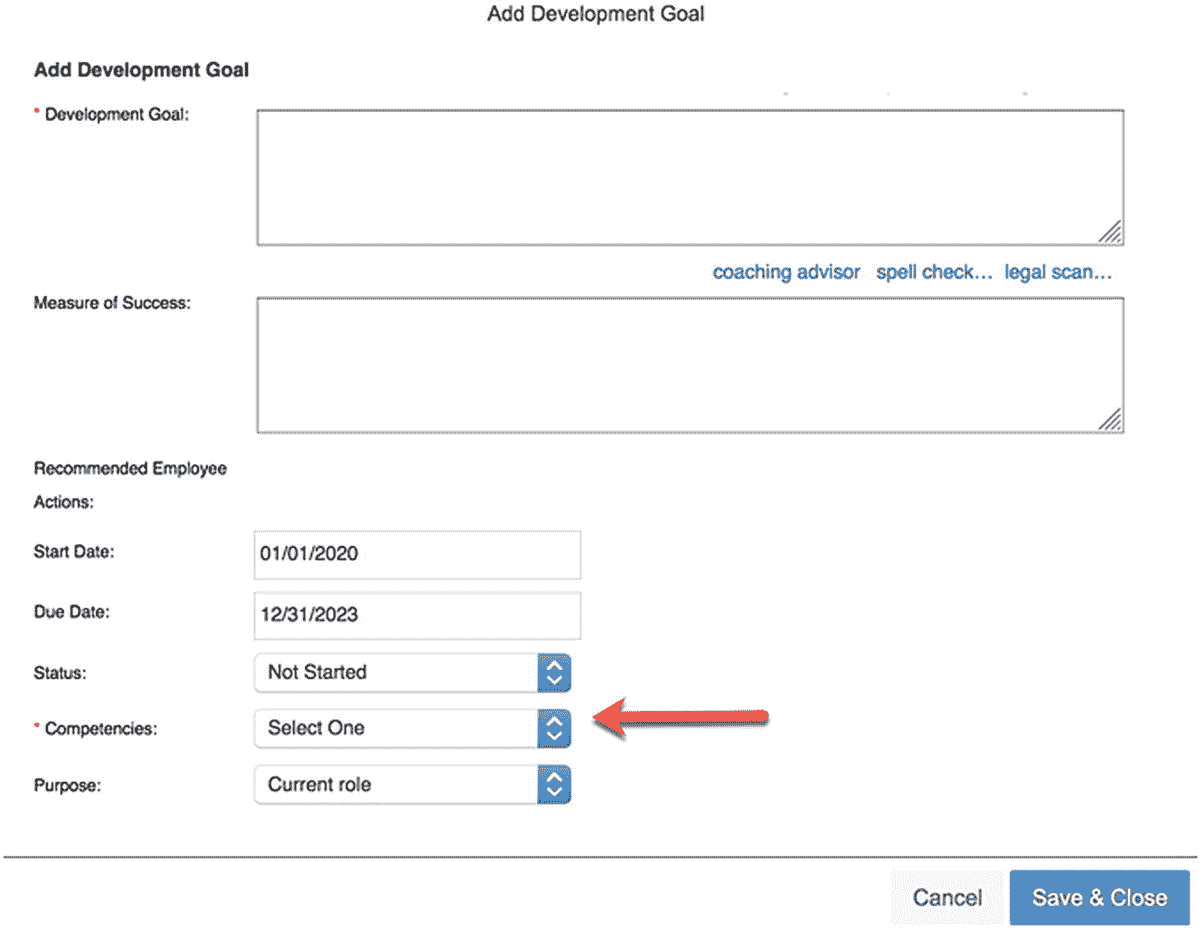 Add Development Goal
Add Development Goal
* Development Goal:
coaching advisor spell check... legal scan...
Measure of Success:
Recommended Employee
Actions:
Start Date: 01/01/2020
Due Date: 12/31/2023
Status: Not Started
* Competencies: Select One
Purpose: Current role
Cancel Save & Close